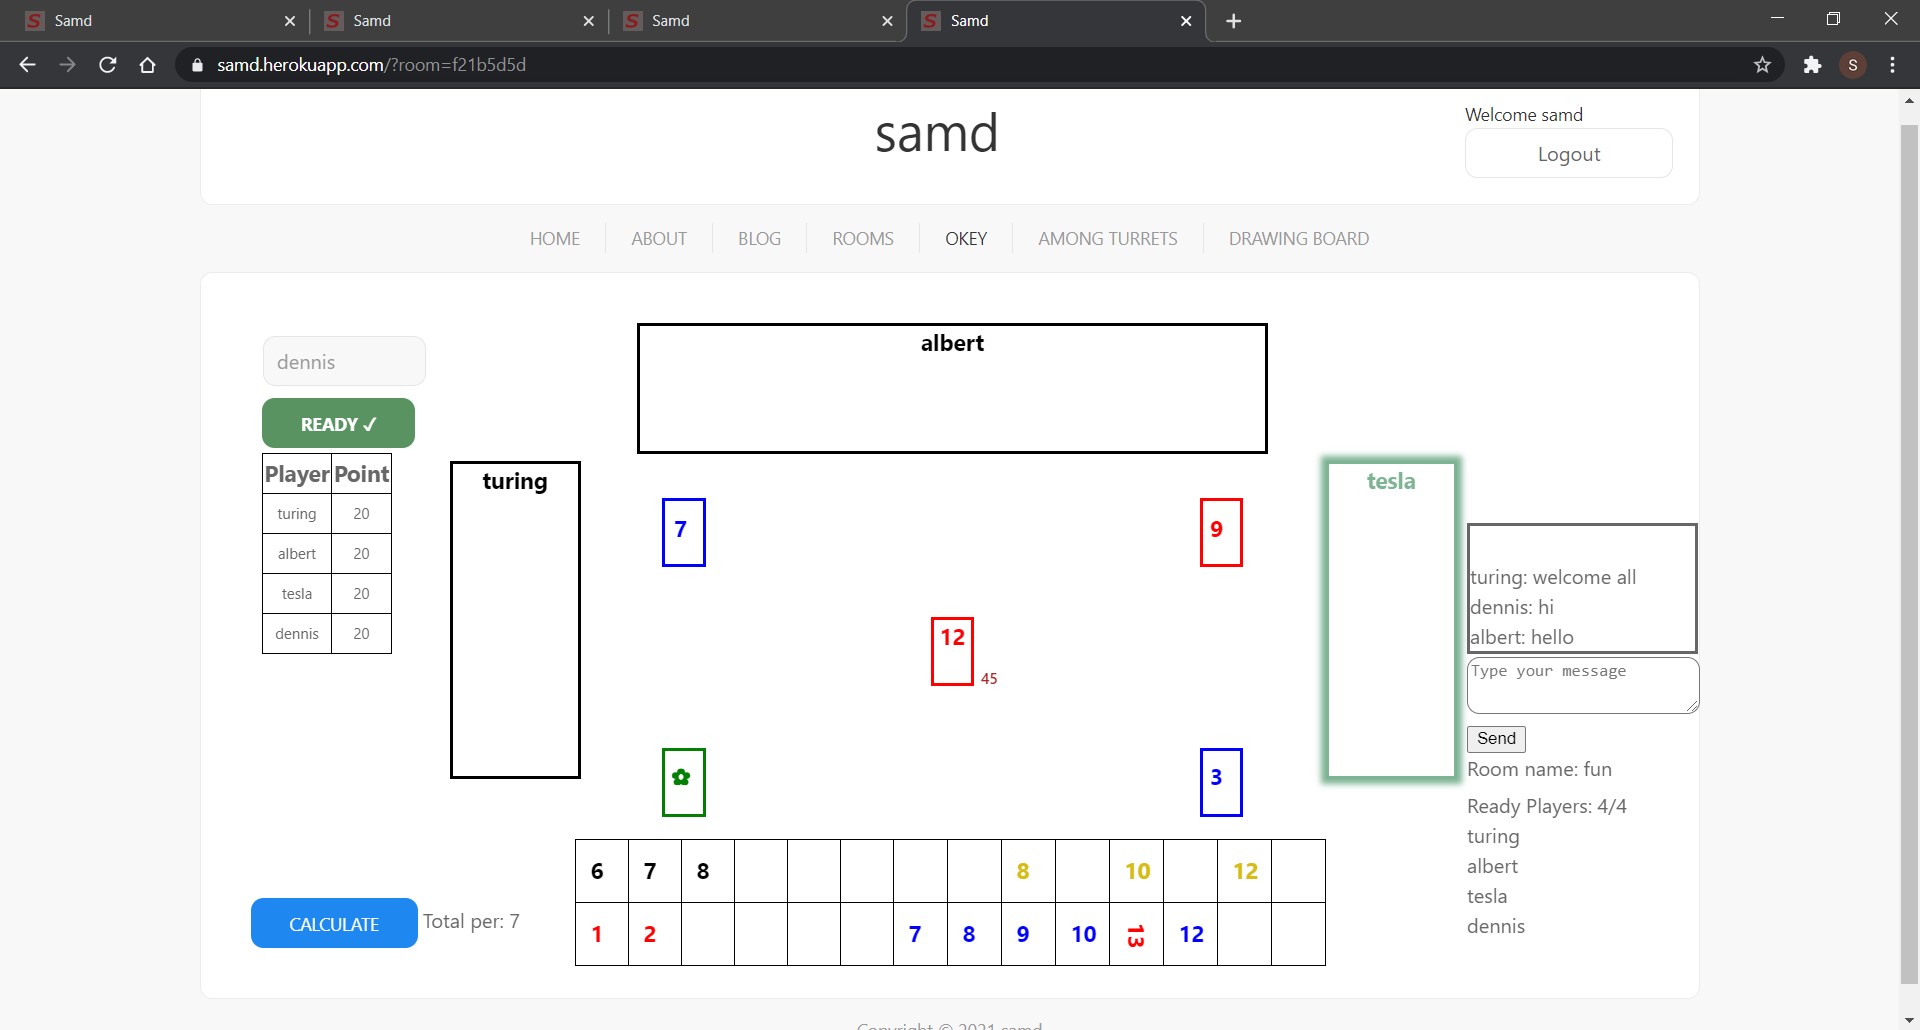 Samd
Samd
Samd
Samd
samd.herokuapp.com/?room=f21b5d5d
S
samd
Welcome samd
Logout
HOME
ABOUT
BLOG
ROOMS
OKEY
AMONG TURRETS
DRAWING BOARD
dennis
READY ✓
Player Point
turing 20
albert 20
tesla 20
dennis 20
albert
turing
tesla
7
9
12
45
✿
3
turing: welcome all
dennis: hi
albert: hello
Type your message
Send
Room name: fun
Ready Players: 4/4
turing
albert
tesla
dennis
6 7 8 8 10 12
1 2 7 8 9 10 13 12
CALCULATE
Total per: 7
Copyright © 2021 samd